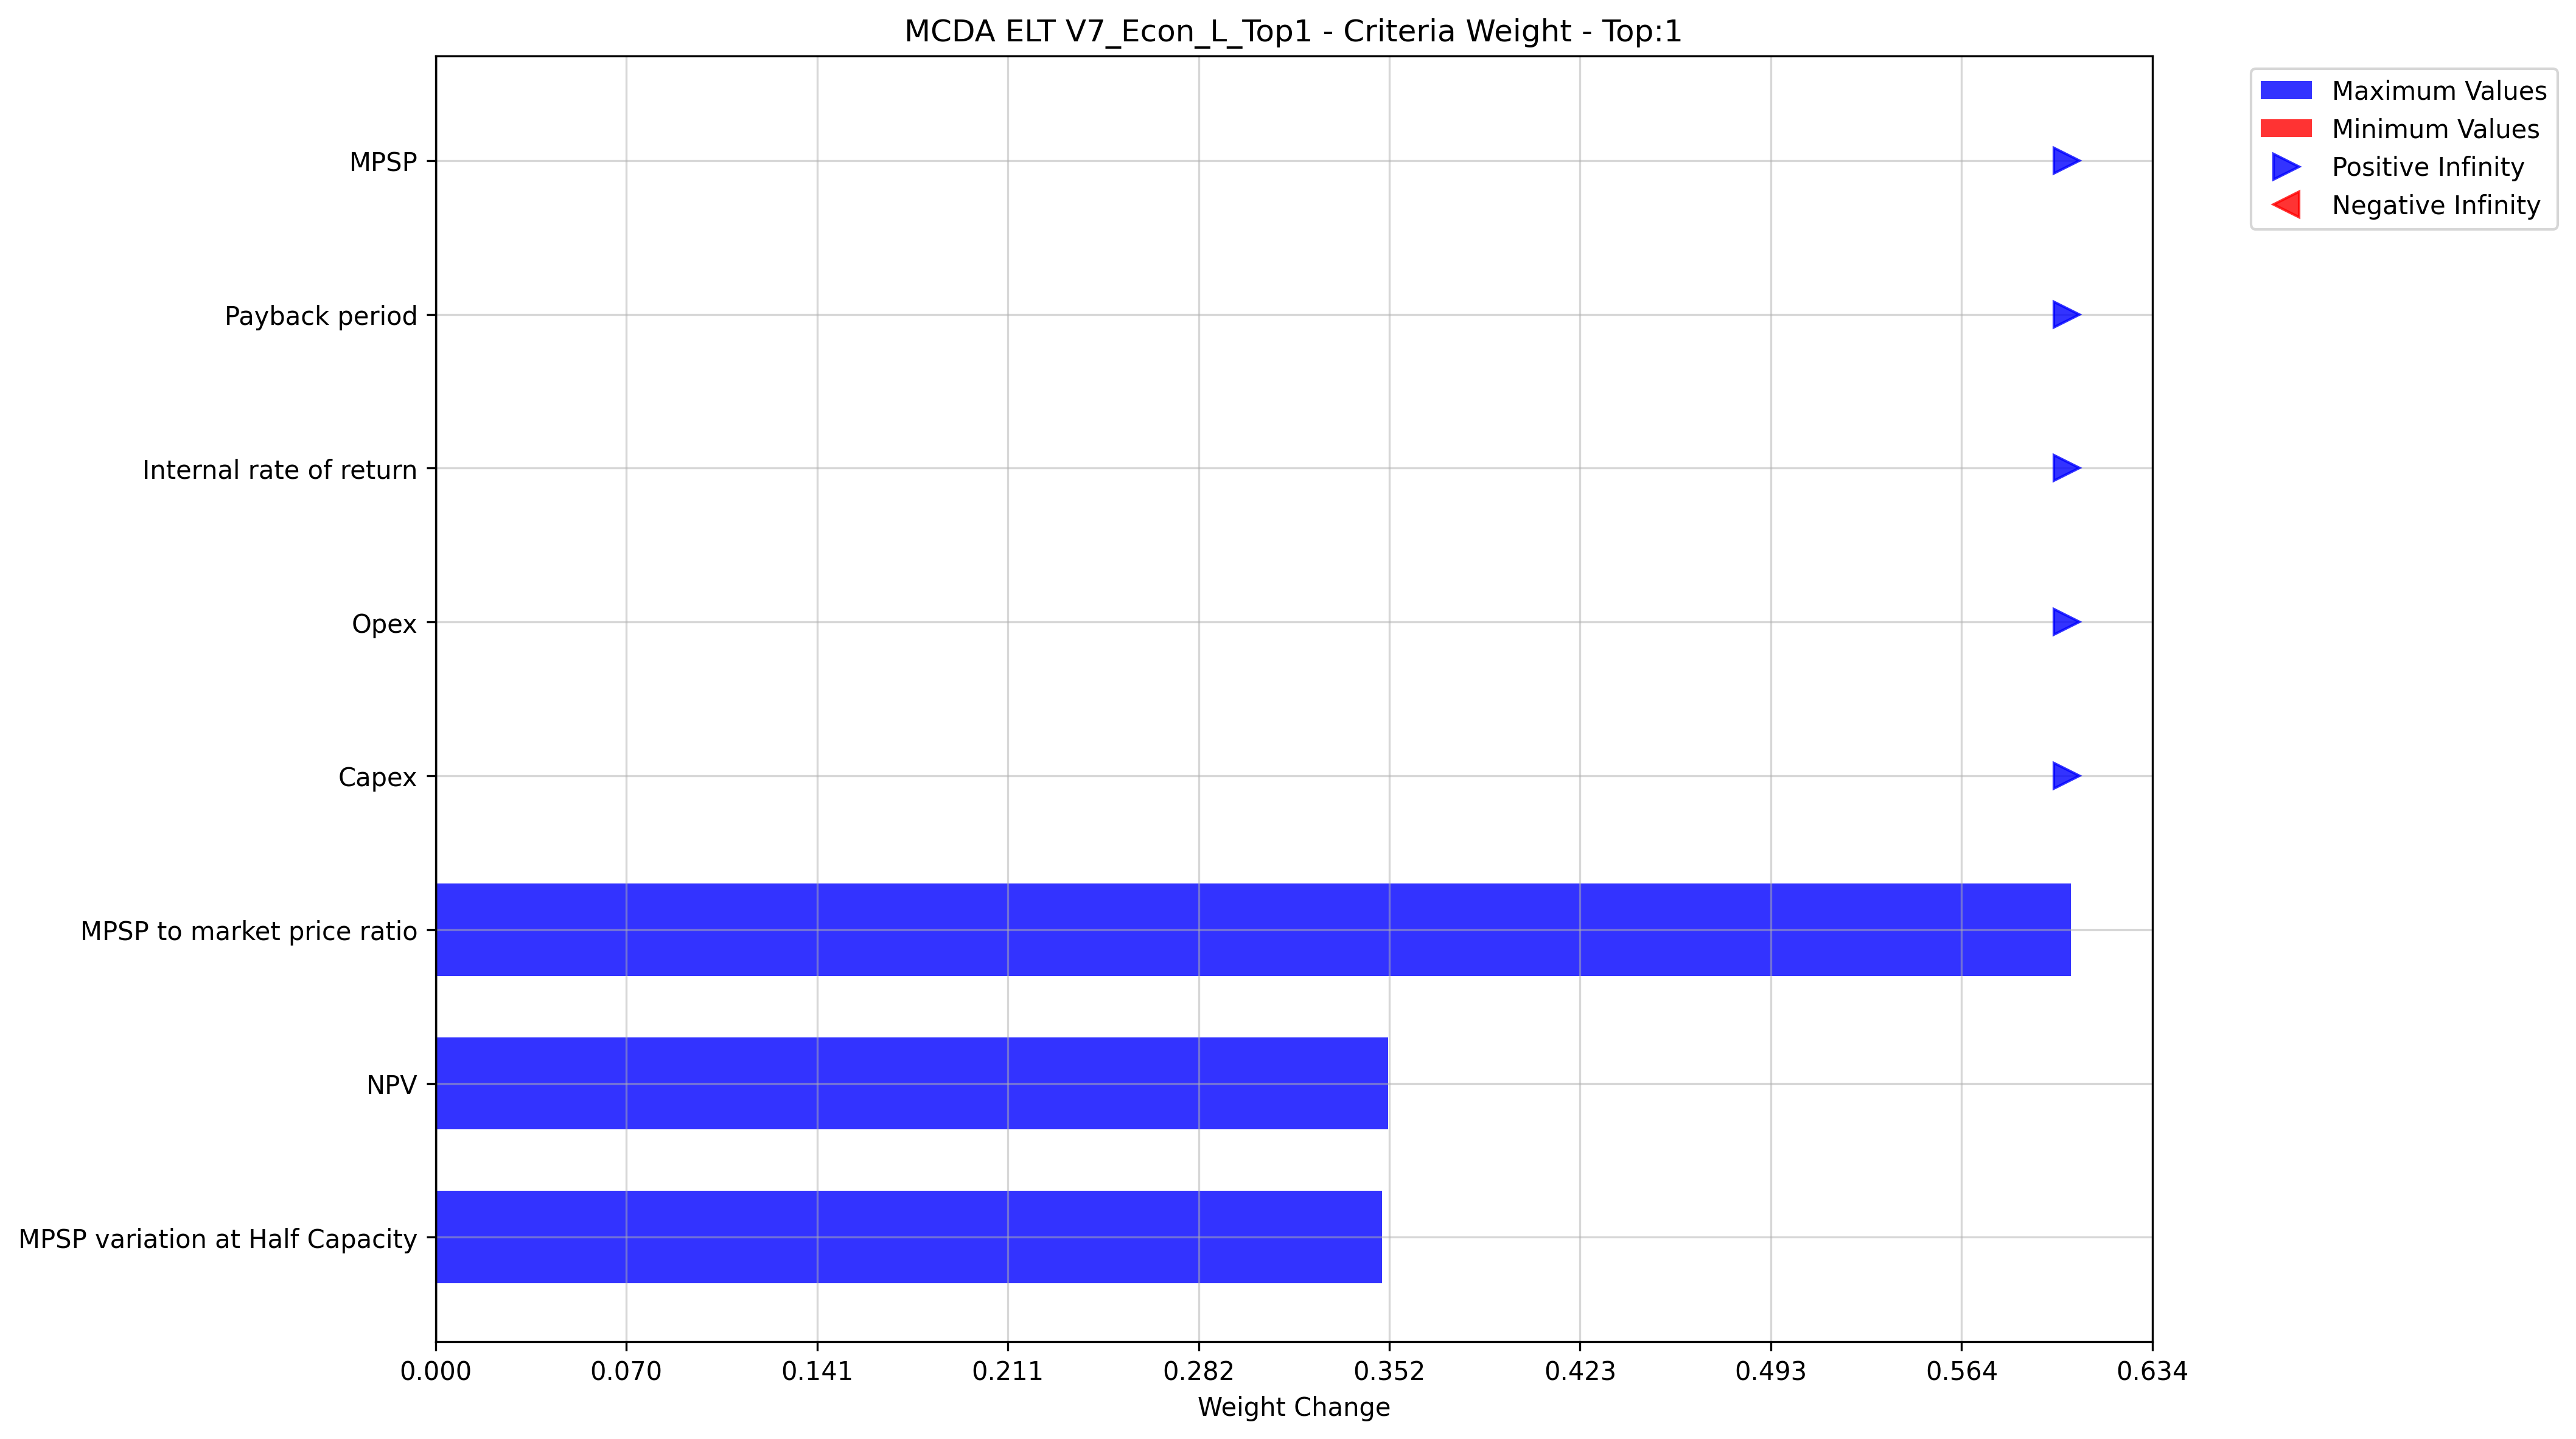 MCDA ELT V7_Econ_L_Top1 - Criteria Weight - Top:1
Maximum Values
Minimum Values
Positive Infinity
Negative Infinity
MPSP
Payback period
Internal rate of return
Opex
Capex
MPSP to market price ratio
NPV
MPSP variation at Half Capacity
0.000 0.070 0.141 0.211 0.282 0.352 0.423 0.493 0.564 0.634
Weight Change